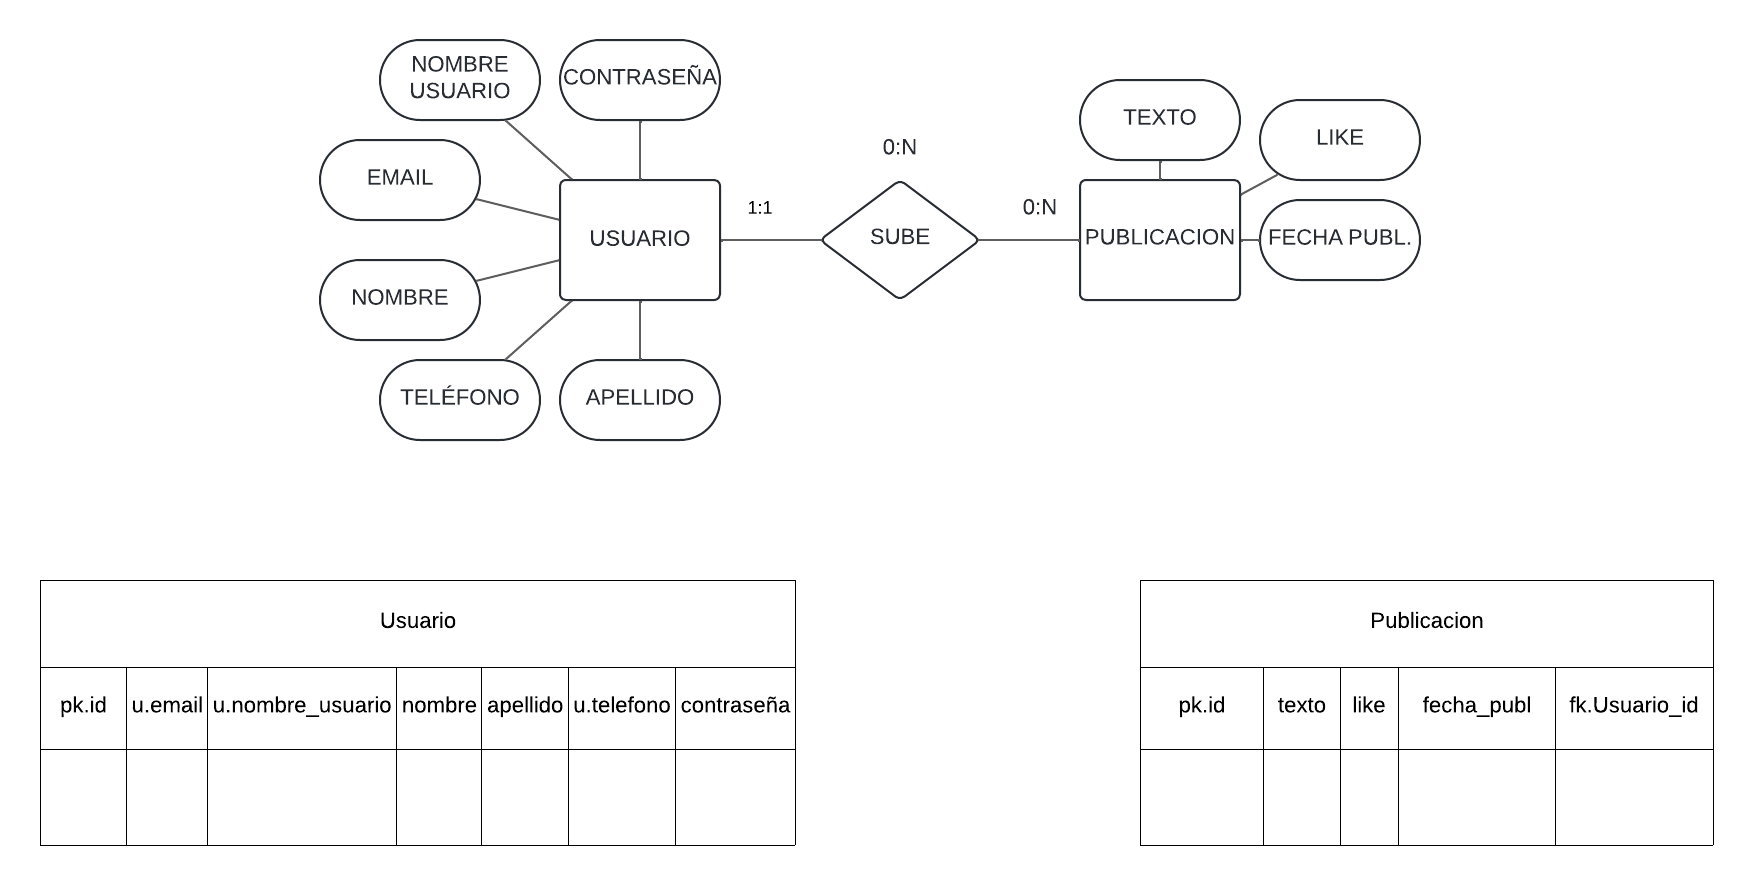 NOMBRE
USUARIO
CONTRASEÑA
EMAIL
USUARIO
NOMBRE
TELÉFONO
APELLIDO
1:1
0:N
SUBE
0:N
TEXTO
LIKE
PUBLICACION
FECHA PUBL.
Usuario
pk.id u.email u.nombre_usuario nombre apellido u.telefono contraseña
Publicacion
pk.id texto like fecha_publ fk.Usuario_id